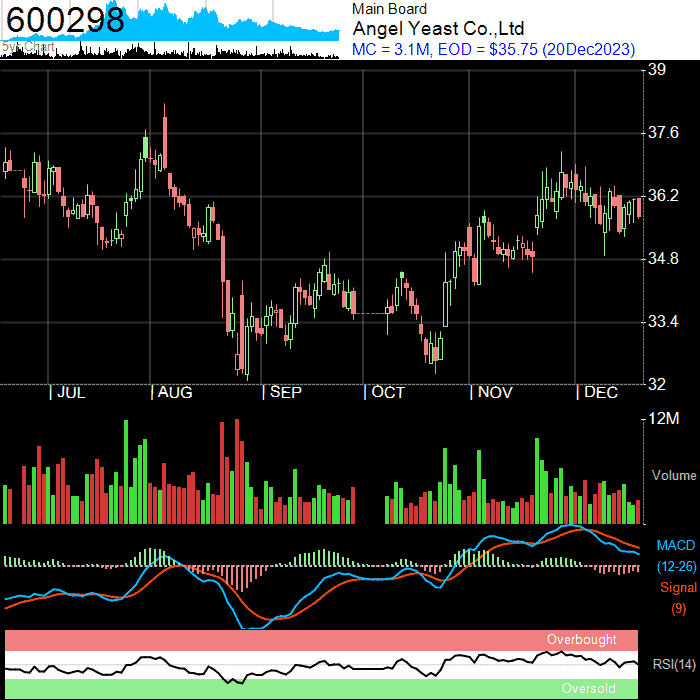 600298
5yr Chart
Main Board
Angel Yeast Co.,Ltd
MC = 3.1M, EOD = $35.75 (20Dec2023)
39
37.6
36.2
34.8
33.4
32
| JUL | AUG | SEP | OCT | NOV | DEC
12M
Volume
MACD
(12-26)
Signal
(9)
Overbought
RSI(14)
Oversold